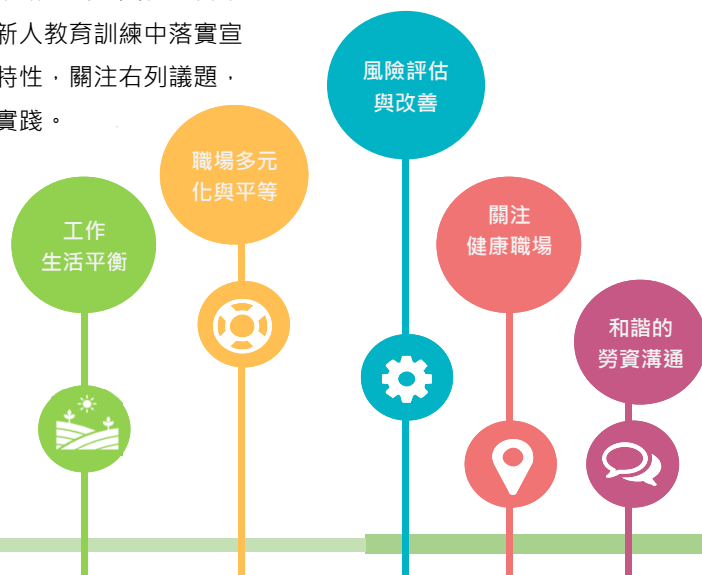 新人教育訓練中落實宣
特性，關注右列議題，
實踐。
風險評估
與改善
職場多元
化與平等
工作
生活平衡
關注
健康職場
和諧的
勞資溝通